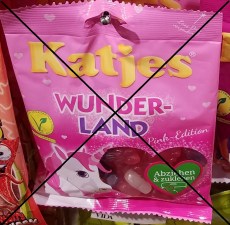 Katjes
WUNDER-
LAND
Pink-Edition
Abziehen
& zukleben